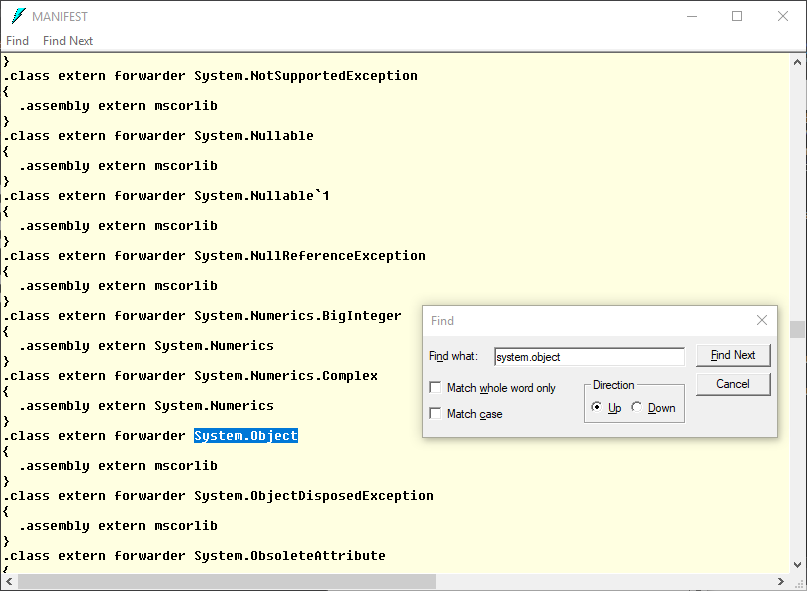 MANIFEST
Find Find Next
}
.class extern forwarder System.NotSupportedException
{
  .assembly extern mscorlib
}
.class extern forwarder System.Nullable
{
  .assembly extern mscorlib
}
.class extern forwarder System.Nullable`1
{
  .assembly extern mscorlib
}
.class extern forwarder System.NullReferenceException
{
  .assembly extern mscorlib
}
.class extern forwarder System.Numerics.BigInteger
{
  .assembly extern System.Numerics
}
.class extern forwarder System.Numerics.Complex
{
  .assembly extern System.Numerics
}
.class extern forwarder System.Object
{
  .assembly extern mscorlib
}
.class extern forwarder System.ObjectDisposedException
{
  .assembly extern mscorlib
}
.class extern forwarder System.ObsoleteAttribute
{
Find
Find what: system.object Find Next
Match whole word only Direction Cancel
Match case Up Down